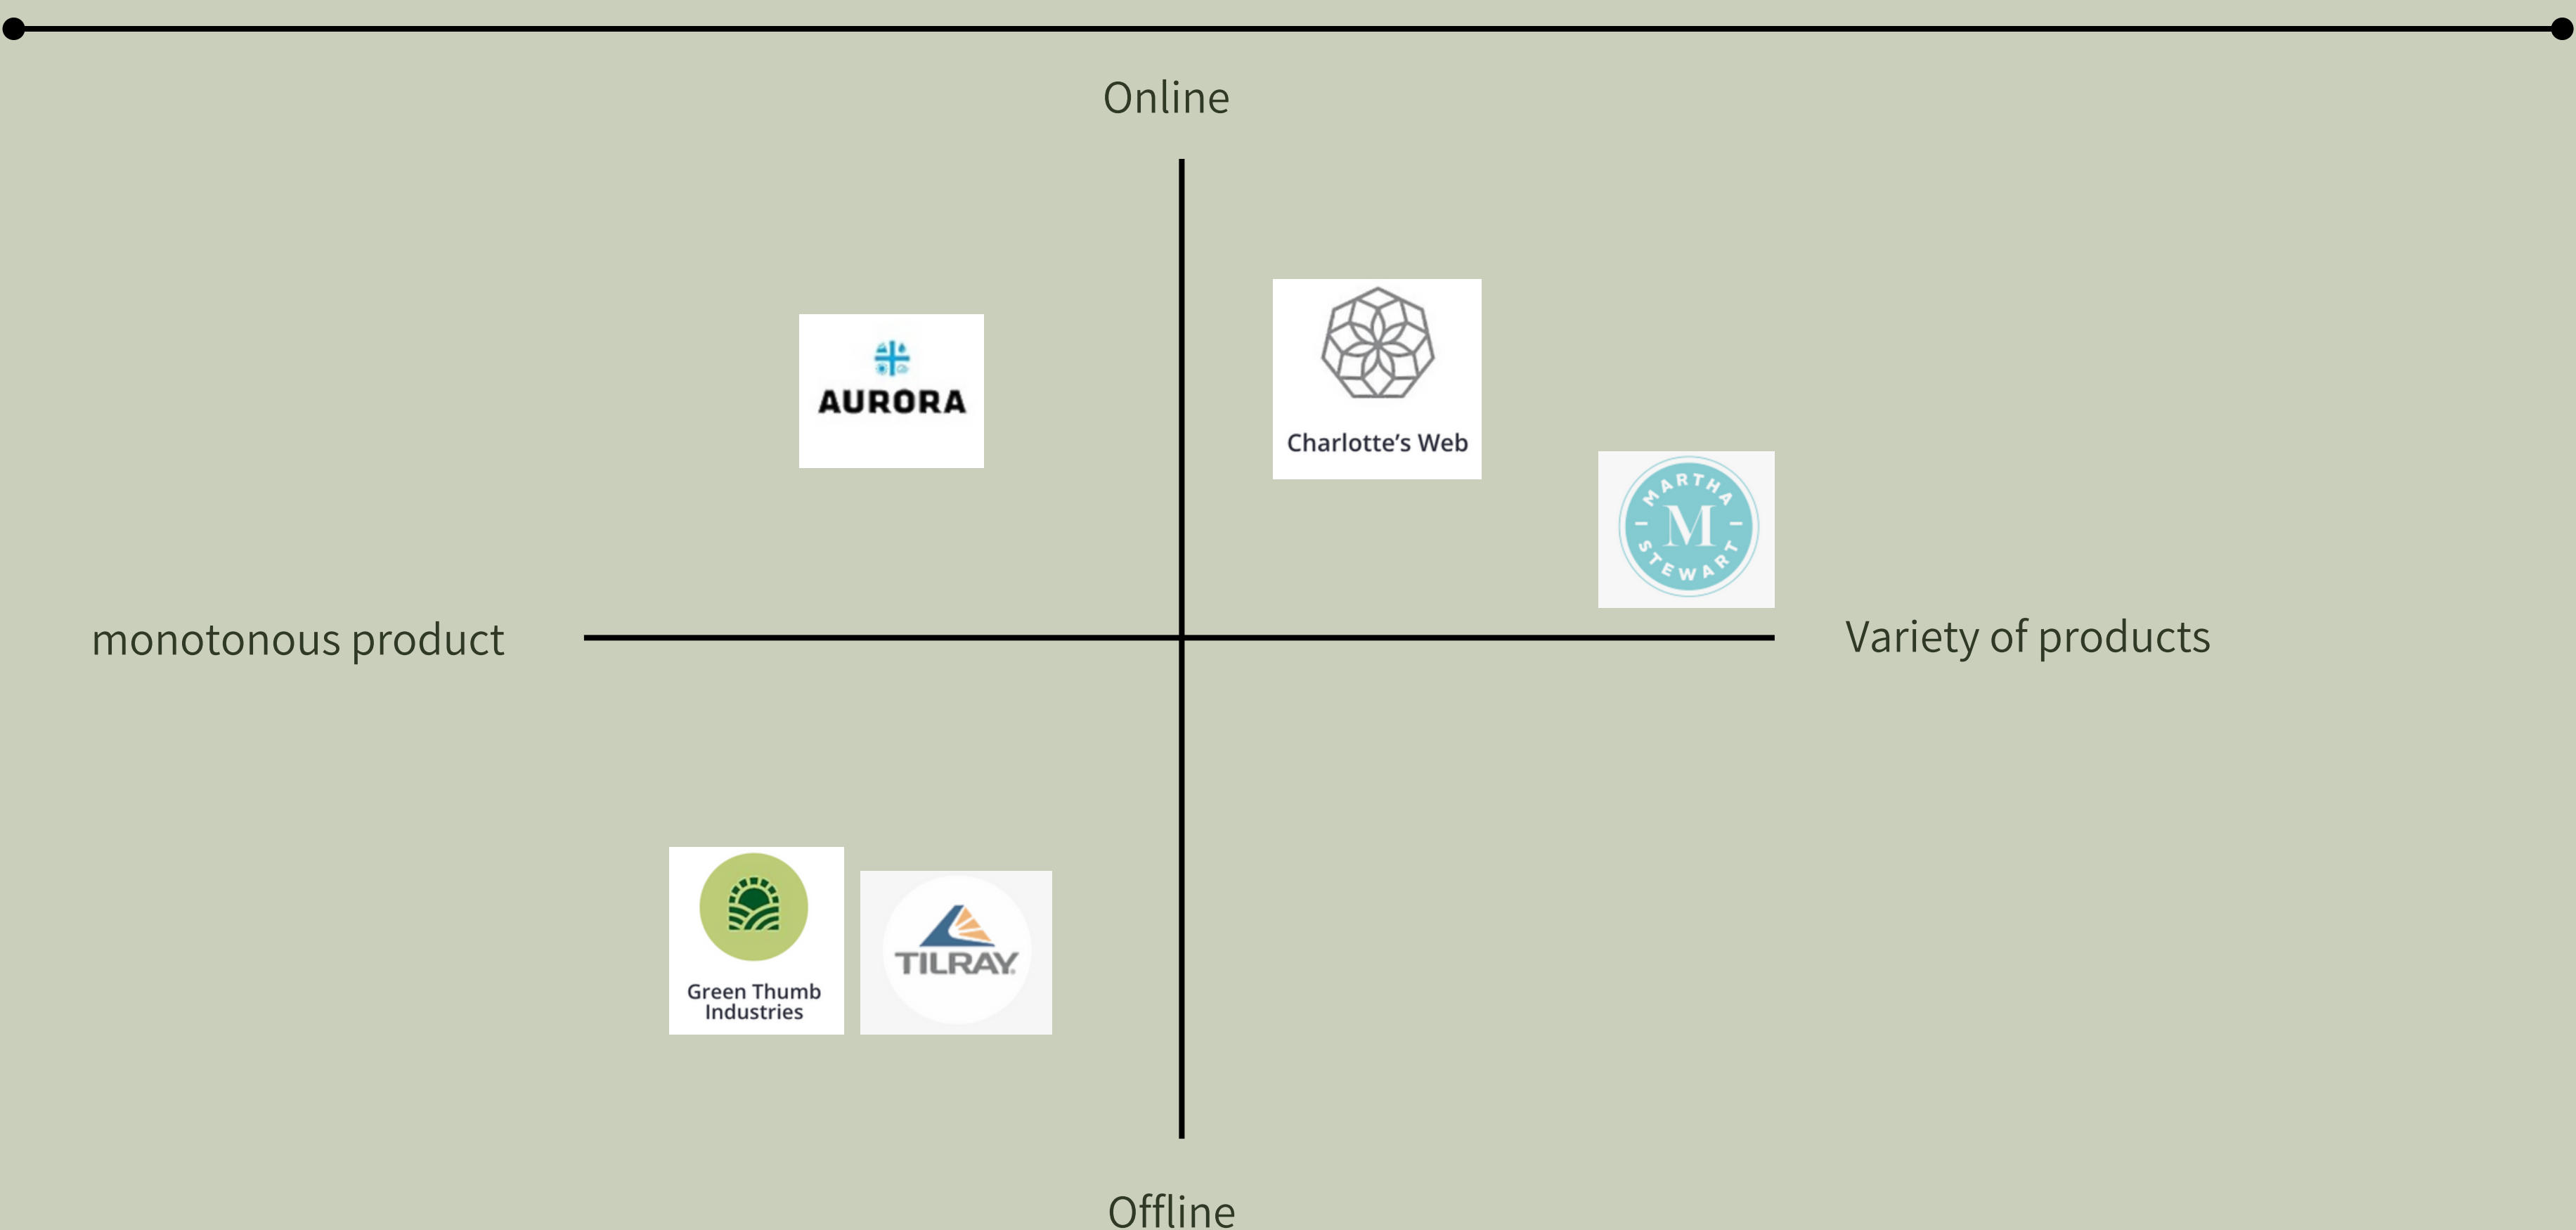 Online
AURORA
Charlotte's Web
MARTHA
M
STEWART
monotonous product
Variety of products
Green Thumb
Industries
TILRAY
Offline